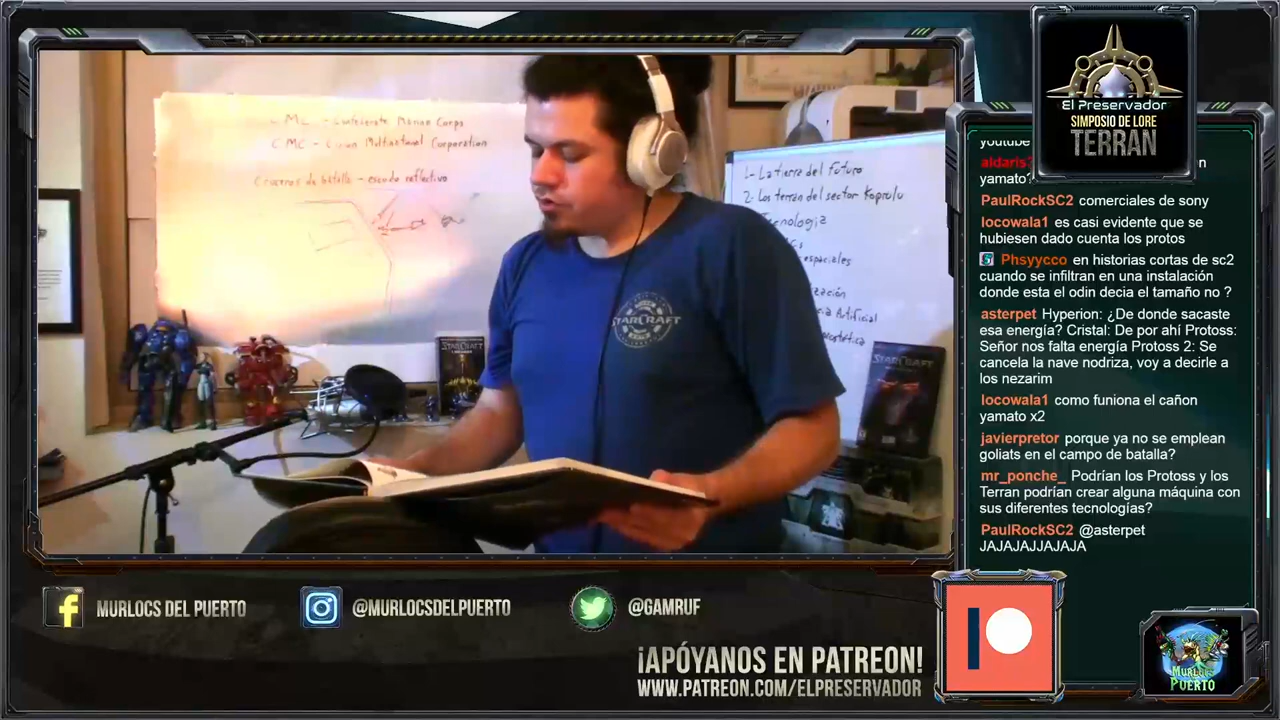 CMC - Confederate Marine Corps
CMC - Civian Multinational Corporation
Cruceros de batalla - escudo reflectivo
1- La tierra del Futuro
2- Los terran del sector Koprulu
espaciales
STARCRAFT
STARCRAFT
STARCRAFT
El Preservador
SIMPOSIO DE LORE
TERRAN
youtube
aldaris?
yamato?
PaulRockSC2 comerciales de sony
locowala1 es casi evidente que se
hubiesen dado cuenta los protos
Phsyycco en historias cortas de sc2
cuando se infiltran en una instalación
donde esta el odin decia el tamaño no ?
asterpet Hyperion: ¿De donde sacaste
esa energía? Cristal: De por ahí Protoss:
Señor nos falta energía Protoss 2: Se
cancela la nave nodriza, voy a decirle a
los nezarim
locowala1 como funiona el cañon
yamato x2
javierpretor porque ya no se emplean
goliats en el campo de batalla?
mr_ponche_ Podrían los Protoss y los
Terran podrían crear alguna máquina con
sus diferentes tecnologías?
PaulRockSC2 @asterpet
JAJAJAJJAJAJA
f MURLOCS DEL PUERTO
@MURLOCSDELPUERTO
@GAMRUF
¡APÓYANOS EN PATREON!
WWW.PATREON.COM/ELPRESERVADOR
MURLOCS
PUERTO